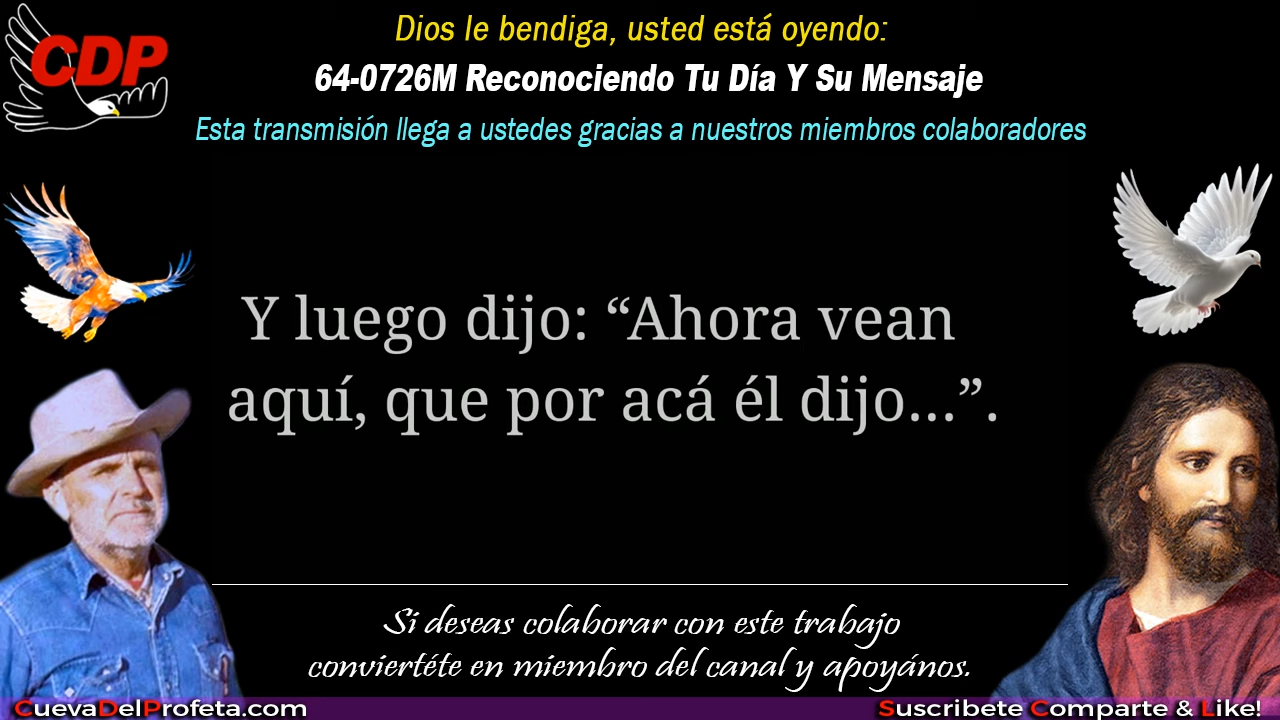 CDP
Dios le bendiga, usted está oyendo:
64-0726M Reconociendo Tu Día Y Su Mensaje
Esta transmisión llega a ustedes gracias a nuestros miembros colaboradores
Y luego dijo: “Ahora vean
aquí, que por acá él dijo...”.
Si deseas colaborar con este trabajo
conviertéte en miembro del canal y apoyános.
CuevaDelProfeta.com
Suscribete Comparte & Like!